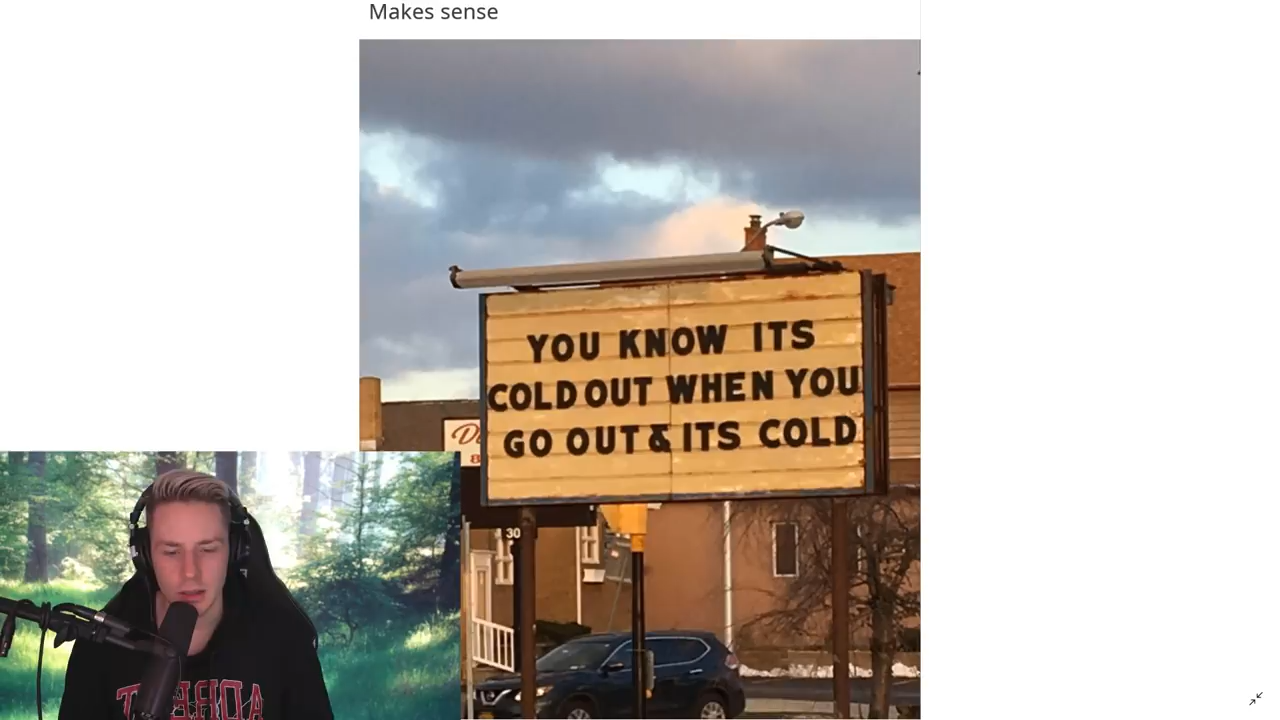 Makes sense
YOU KNOW ITS
COLD OUT WHEN YOU
GO OUT & ITS COLD
30